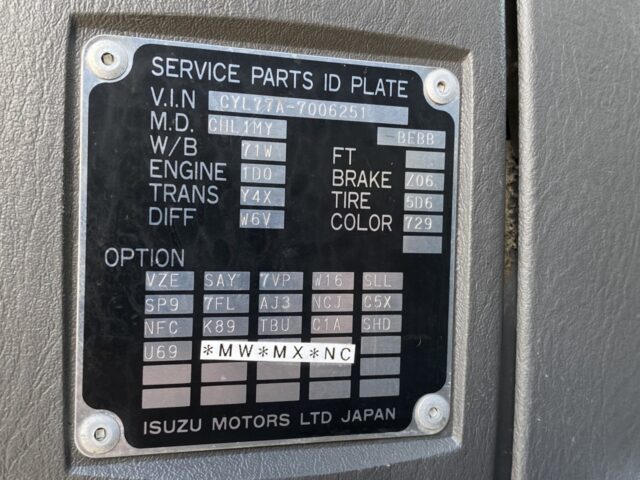 SERVICE PARTS ID PLATE
V.I.N CYL77A-7006251
M.D. CHL1MY -BEBB
W/B 71W FT
ENGINE 1D0 BRAKE Z06
TRANS Y4X TIRE 5D6
DIFF W6V COLOR 729
OPTION
VZE SAY 7VP W16 SLL
SP9 7FL AJ3 NCJ C5X
NFC K89 TBU C1A SHD
U69 *MW*MX*NC
ISUZU MOTORS LTD JAPAN